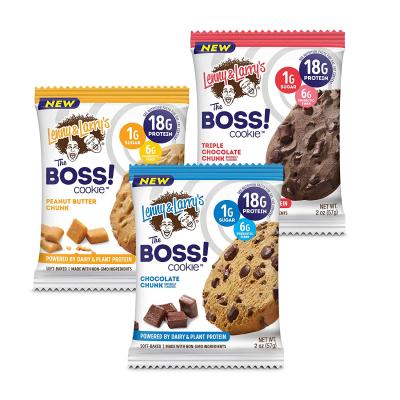 NEW
Lenny & Larry's
The
BOSS!
cookie™
TRIPLE
CHOCOLATE
CHUNK
1G
SUGAR
18G
PROTEIN
6G
NET WT.
2 oz (57g)
NEW
Lenny & Larry's
The
BOSS!
cookie™
PEANUT BUTTER
CHUNK
1G
SUGAR
18G
PROTEIN
6G
POWERED BY DAIRY & PLANT PROTEIN
SOFT-BAKED | MADE WITH NON-GMO INGREDIENTS
NEW
Lenny & Larry's
The
BOSS!
cookie™
CHOCOLATE
CHUNK
1G
SUGAR
18G
PROTEIN
6G
POWERED BY DAIRY & PLANT PROTEIN
SOFT-BAKED | MADE WITH NON-GMO INGREDIENTS
NET WT.
2 oz (57g)